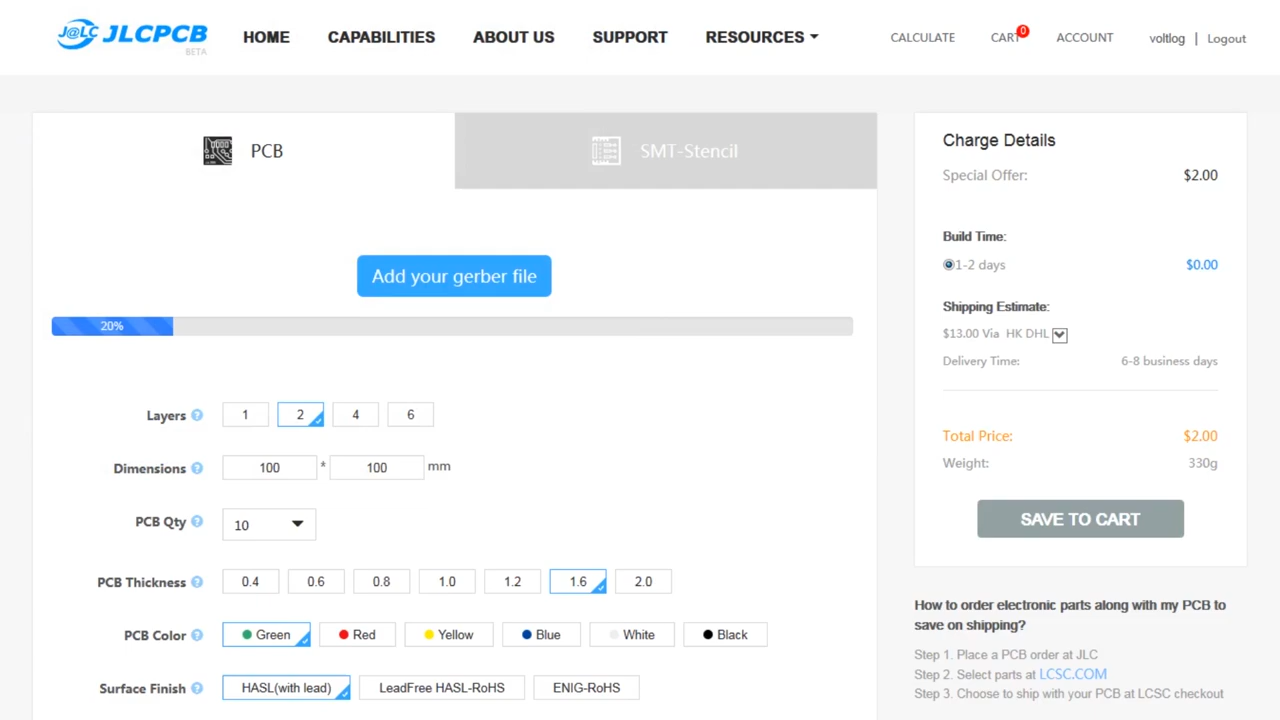 J@LC JLCPCB
BETA
HOME CAPABILITIES ABOUT US SUPPORT RESOURCES CALCULATE CART 0 ACCOUNT voltlog | Logout
PCB
SMT-Stencil
Add your gerber file
20%
Layers ? 1 2 4 6
Dimensions ? 100 * 100 mm
PCB Qty ? 10
PCB Thickness ? 0.4 0.6 0.8 1.0 1.2 1.6 2.0
PCB Color ? Green Red Yellow Blue White Black
Surface Finish ? HASL(with lead) LeadFree HASL-RoHS ENIG-RoHS
Charge Details
Special Offer: $2.00
Build Time:
1-2 days $0.00
Shipping Estimate:
$13.00 Via HK DHL
Delivery Time: 6-8 business days
Total Price: $2.00
Weight: 330g
SAVE TO CART
How to order electronic parts along with my PCB to
save on shipping?
Step 1. Place a PCB order at JLC
Step 2. Select parts at LCSC.COM
Step 3. Choose to ship with your PCB at LCSC checkout